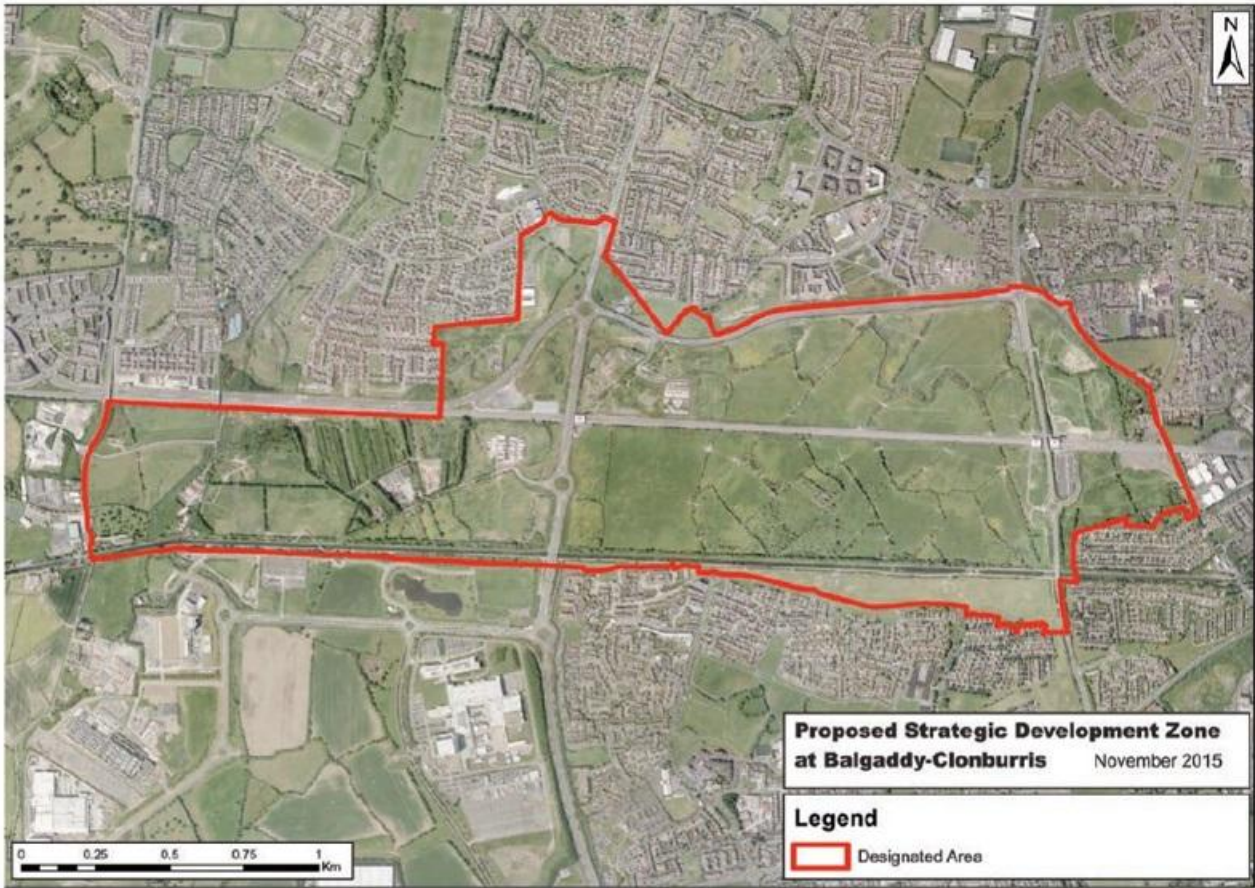 N
Proposed Strategic Development Zone
at Balgaddy-Clonburris November 2015
Legend
Designated Area
0 0.25 0.5 0.75 1
Km